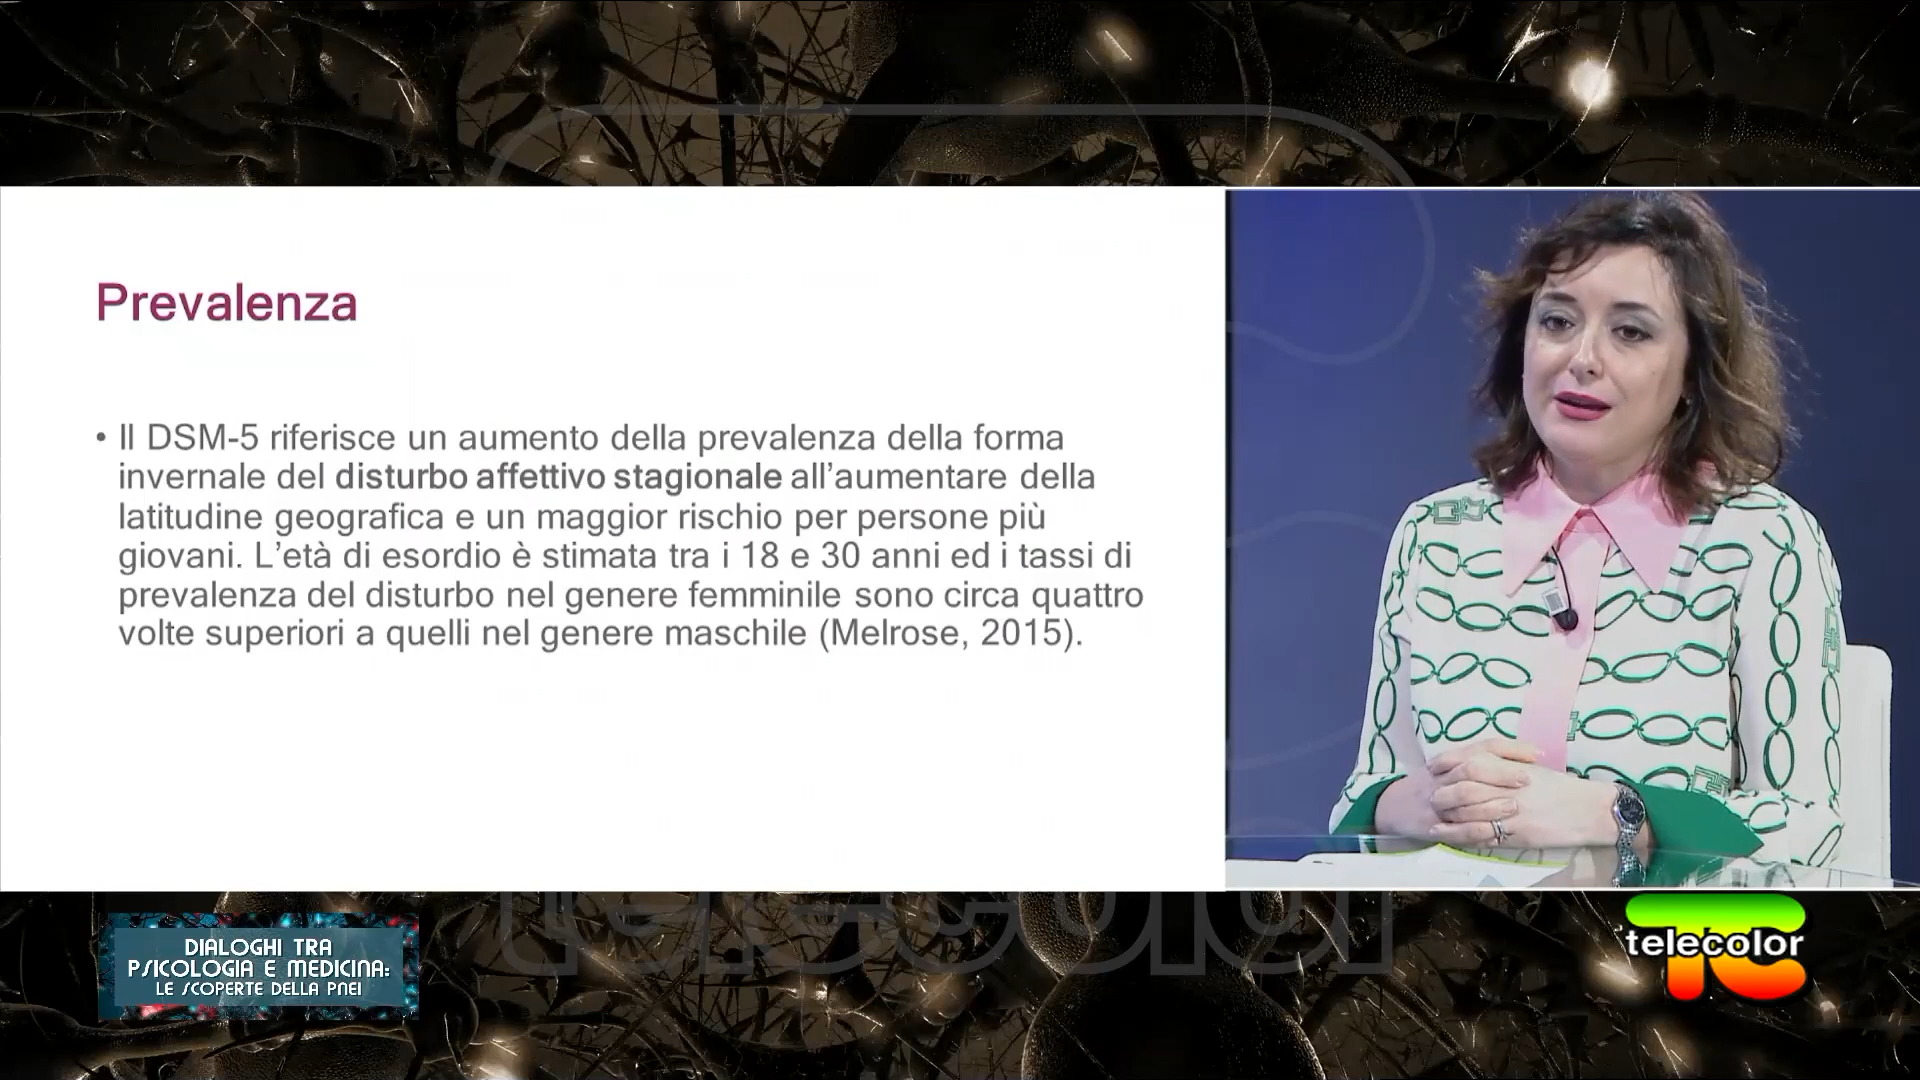 Prevalenza
• Il DSM-5 riferisce un aumento della prevalenza della forma
invernale del disturbo affettivo stagionale all’aumentare della
latitudine geografica e un maggior rischio per persone più
giovani. L’età di esordio è stimata tra i 18 e 30 anni ed i tassi di
prevalenza del disturbo nel genere femminile sono circa quattro
volte superiori a quelli nel genere maschile (Melrose, 2015).
DIALOGHI TRA
PSICOLOGIA E MEDICINA:
LE SCOPERTE DELLA PNEI
telecolor
TC
telecolor